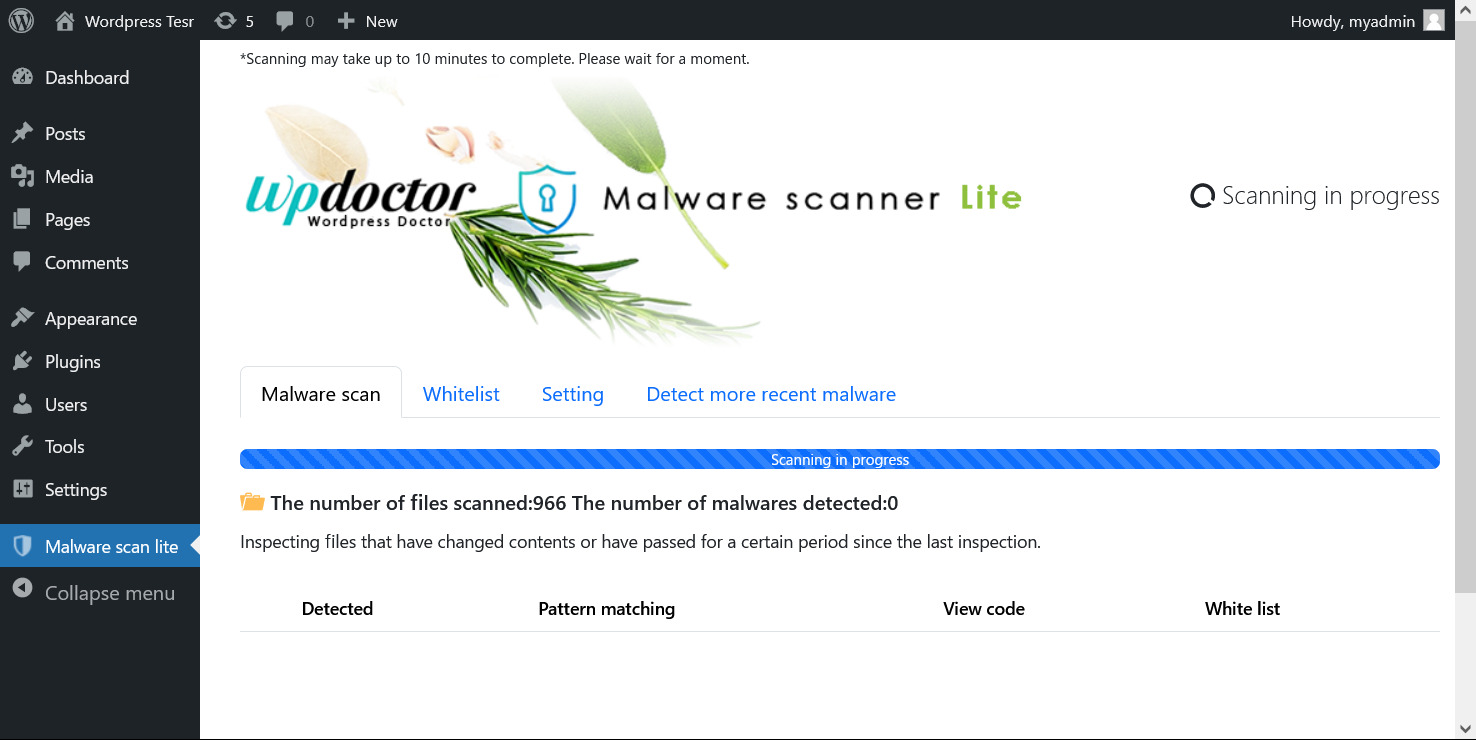 Wordpress Tesr 5 0 New Howdy, myadmin
Dashboard
Posts
Media
Pages
Comments
Appearance
Plugins
Users
Tools
Settings
Malware scan lite
Collapse menu
*Scanning may take up to 10 minutes to complete. Please wait for a moment.
wpdoctor
Wordpress Doctor
Malware scanner Lite
Scanning in progress
Malware scan Whitelist Setting Detect more recent malware
Scanning in progress
The number of files scanned:966 The number of malwares detected:0
Inspecting files that have changed contents or have passed for a certain period since the last inspection.
Detected Pattern matching View code White list